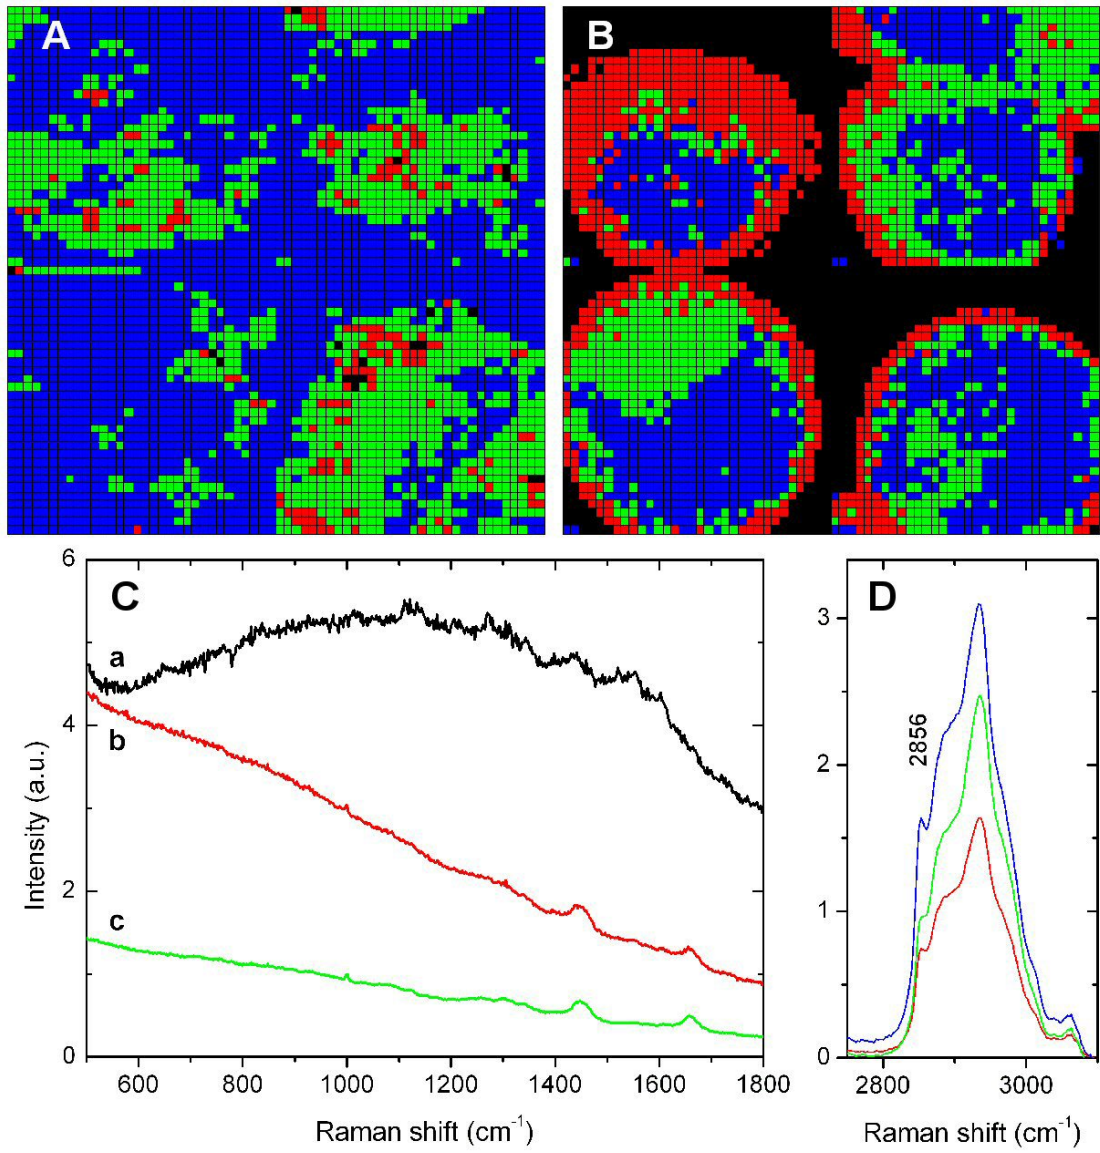 A
B
C
a
b
c
6
4
2
0
Intensity (a.u.)
600 800 1000 1200 1400 1600 1800
Raman shift (cm⁻¹)
D
2856
3
2
1
0
2800 3000
Raman shift (cm⁻¹)